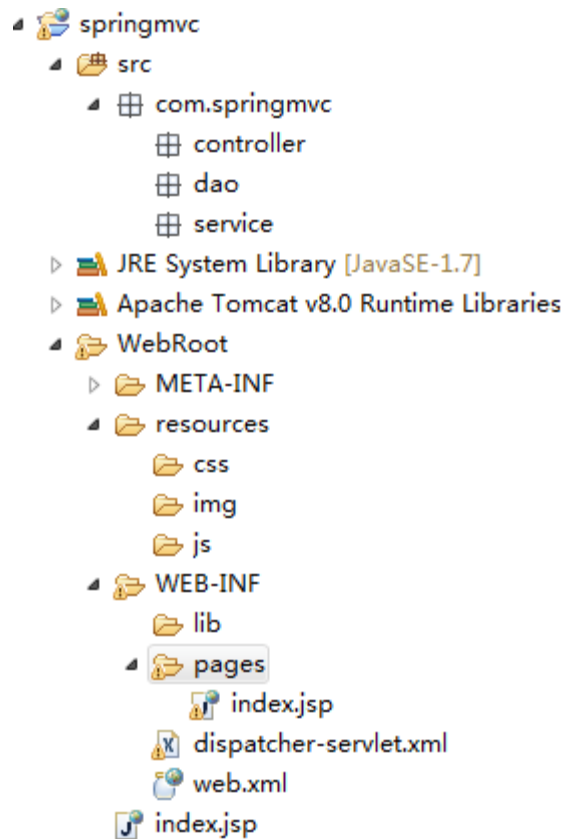 springmvc
src
com.springmvc
controller
dao
service
JRE System Library [JavaSE-1.7]
Apache Tomcat v8.0 Runtime Libraries
WebRoot
META-INF
resources
css
img
js
WEB-INF
lib
pages
index.jsp
dispatcher-servlet.xml
web.xml
index.jsp